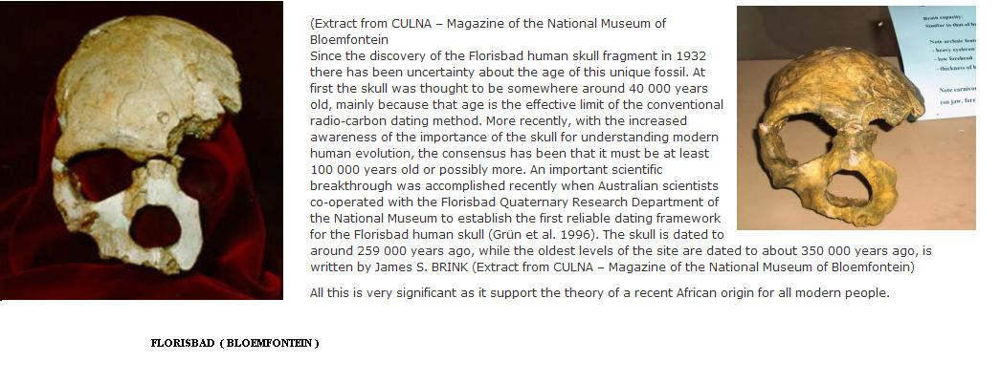 (Extract from CULNA – Magazine of the National Museum of
Bloemfontein
Since the discovery of the Florisbad human skull fragment in 1932
there has been uncertainty about the age of this unique fossil. At
first the skull was thought to be somewhere around 40 000 years
old, mainly because that age is the effective limit of the conventional
radio-carbon dating method. More recently, with the increased
awareness of the importance of the skull for understanding modern
human evolution, the consensus has been that it must be at least
100 000 years old or possibly more. An important scientific
breakthrough was accomplished recently when Australian scientists
co-operated with the Florisbad Quaternary Research Department of
the National Museum to establish the first reliable dating framework
for the Florisbad human skull (Grün et al. 1996). The skull is dated to
around 259 000 years ago, while the oldest levels of the site are dated to about 350 000 years ago, is
written by James S. BRINK (Extract from CULNA – Magazine of the National Museum of Bloemfontein)
All this is very significant as it support the theory of a recent African origin for all modern people.
Brain capacity:
Similar to that of
Note archaic
- heavy eyebrow
- low forehead
- thickness of
Note
(on jaw,
FLORISBAD ( BLOEMFONTEIN )